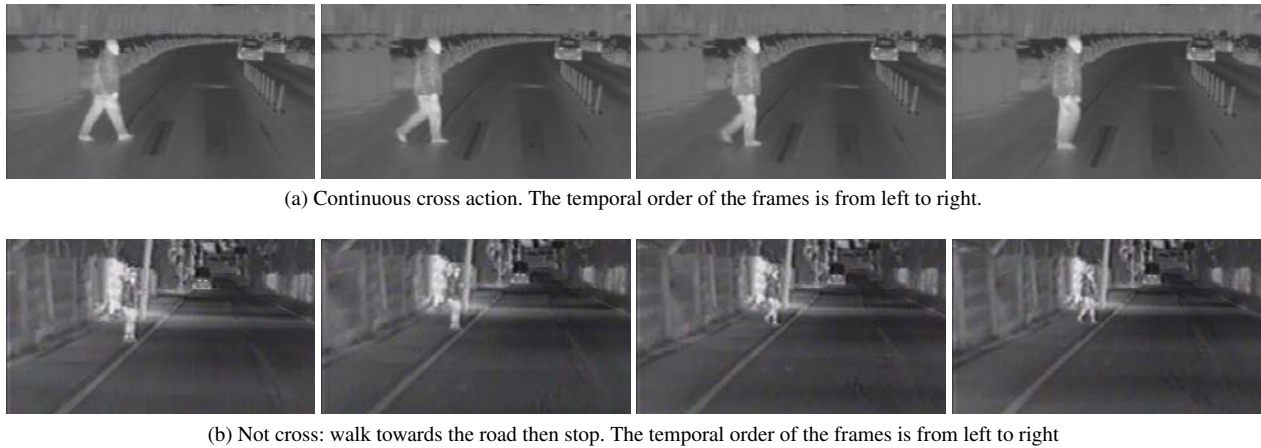 (a) Continuous cross action. The temporal order of the frames is from left to right.
(b) Not cross: walk towards the road then stop. The temporal order of the frames is from left to right